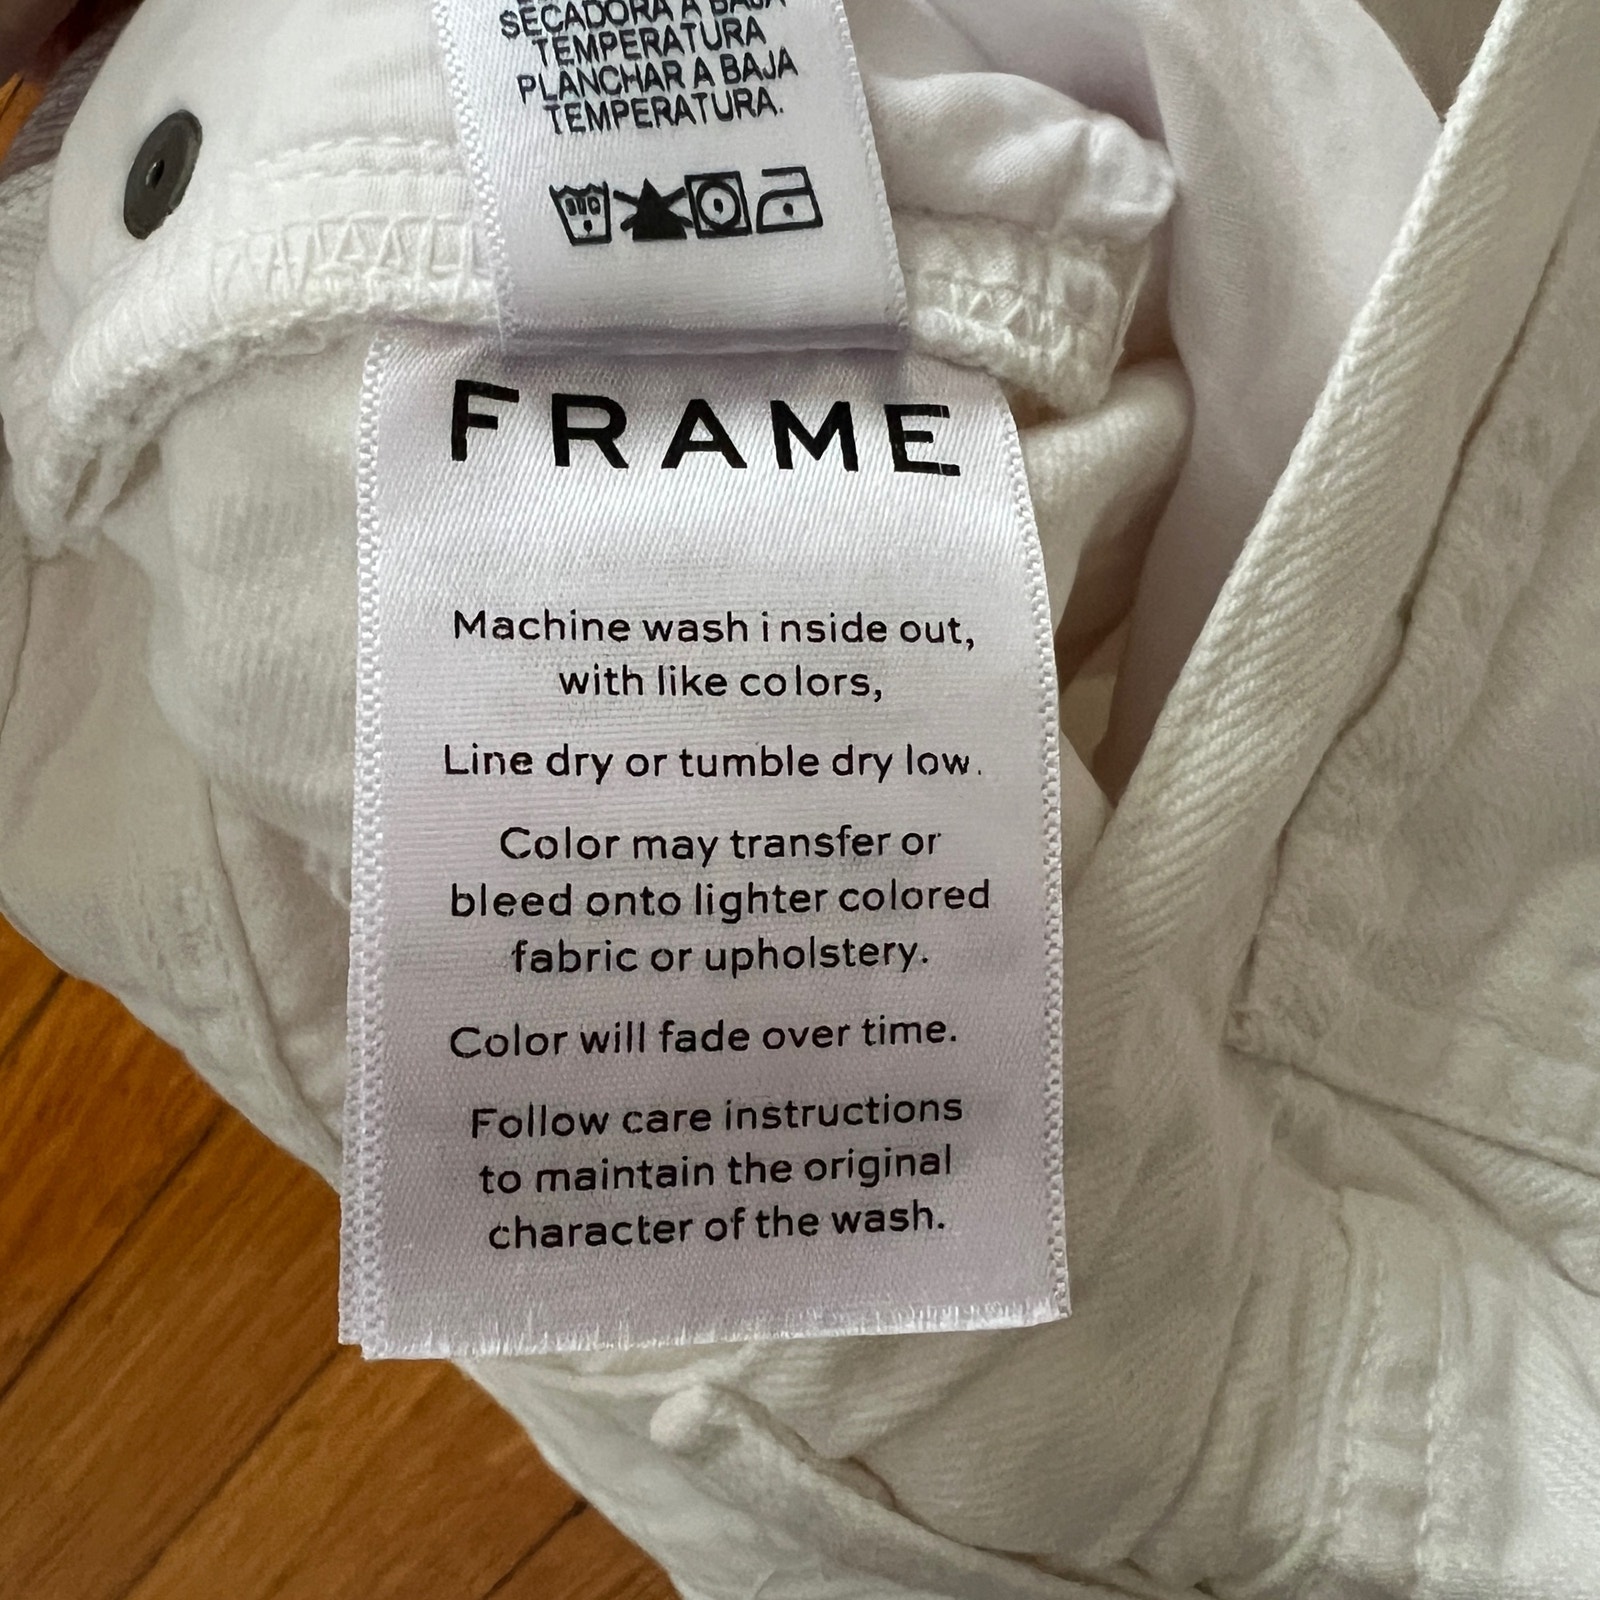 SECADORA A BAJA
TEMPERATURA
PLANCHAR A BAJA
TEMPERATURA.
FRAME
Machine wash inside out,
with like colors,
Line dry or tumble dry low.
Color may transfer or
bleed onto lighter colored
fabric or upholstery.
Color will fade over time.
Follow care instructions
to maintain the original
character of the wash.